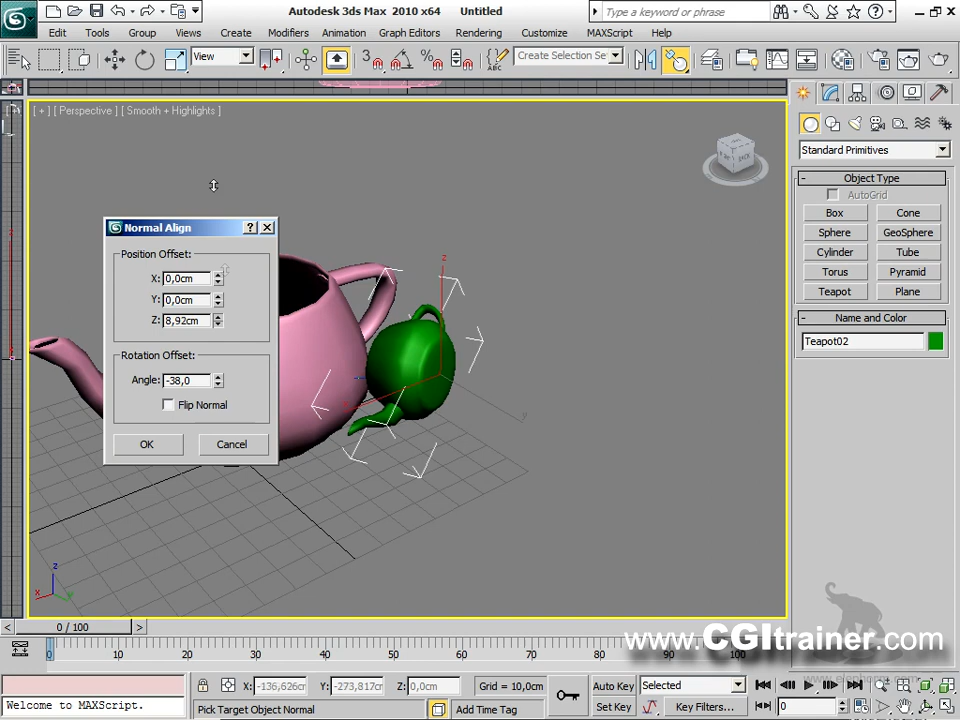 Autodesk 3ds Max 2010 x64 Untitled
Type a keyword or phrase
Edit Tools Group Views Create Modifiers Animation Graph Editors Rendering Customize MAXScript Help
View
3
%
ABC
Create Selection Se
[ + ] [ Perspective ] [ Smooth + Highlights ]
Standard Primitives
- Object Type
AutoGrid
Box Cone
Sphere GeoSphere
Cylinder Tube
Torus Pyramid
Teapot Plane
- Name and Color
Teapot02
Normal Align
Position Offset:
X: 0,0cm
Y: 0,0cm
Z: 8,92cm
Rotation Offset:
Angle: -38,0
Flip Normal
OK Cancel
z
y
z
x
y
< 0 / 100 >
www.CGItrainer.com
0 10 20 30 40 50 60 70 80 90 100
X: -136,626cm Y: -273,817cm Z: 0,0cm Grid = 10,0cm Auto Key Selected
Welcome to MAXScript. Pick Target Object Normal Add Time Tag Set Key Key Filters... 0